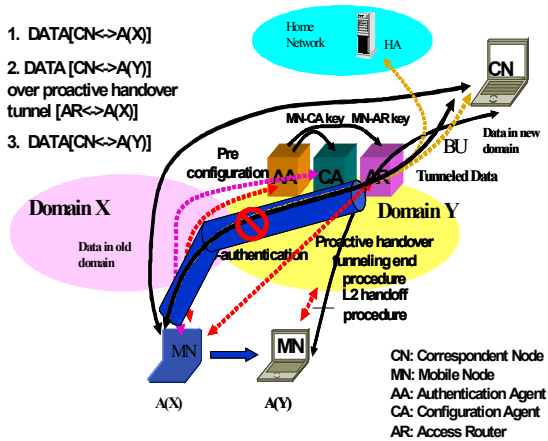 1. DATA[CN<->A(X)]
2. DATA [CN<->A(Y)]
over proactive handover
tunnel [AR<->A(X)]
3. DATA[CN<->A(Y)]
Home
Network
HA
CN
MN-CA key
MN-AR key
Data in new
domain
BU
Pre
configuration
AA
CA
AR
Tunneled Data
Domain X
Domain Y
Data in old
domain
-authentication
Proactive handover
tunneling end
procedure
L2 handoff
procedure
MN
MN
A(X)
A(Y)
CN: Correspondent Node
MN: Mobile Node
AA: Authentication Agent
CA: Configuration Agent
AR: Access Router